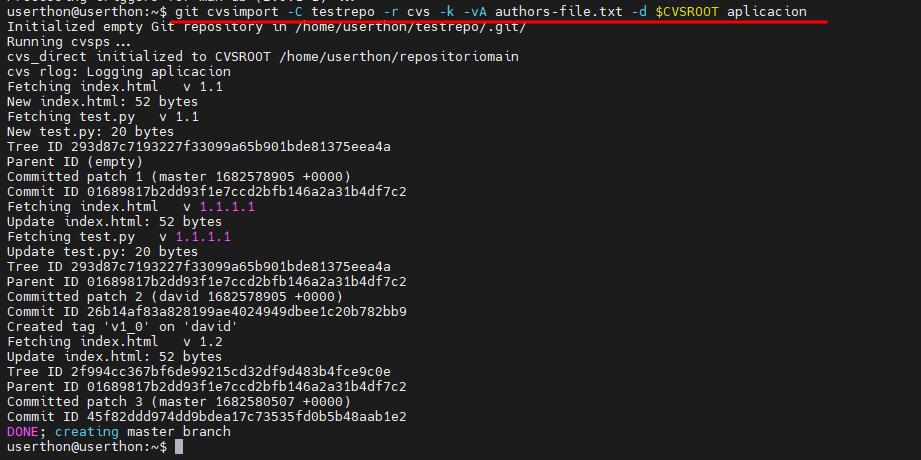 userthon@userthon:~$ git cvsimport -C testrepo -r cvs -k -vA authors-file.txt -d $CVSROOT aplicacion
Initialized empty Git repository in /home/userthon/testrepo/.git/
Running cvsps...
cvs_direct initialized to CVSROOT /home/userthon/repositoriomain
cvs rlog: Logging aplicacion
Fetching index.html   v 1.1
New index.html: 52 bytes
Fetching test.py   v 1.1
New test.py: 20 bytes
Tree ID 293d87c7193227f33099a65b901bde81375eea4a
Parent ID (empty)
Committed patch 1 (master 1682578905 +0000)
Commit ID 01689817b2dd93f1e7ccd2bfb146a2a31b4df7c2
Fetching index.html   v 1.1.1.1
Update index.html: 52 bytes
Fetching test.py   v 1.1.1.1
Update test.py: 20 bytes
Tree ID 293d87c7193227f33099a65b901bde81375eea4a
Parent ID 01689817b2dd93f1e7ccd2bfb146a2a31b4df7c2
Committed patch 2 (david 1682578905 +0000)
Commit ID 26b14af83a828199ae4024949dbee1c20b782bb9
Created tag 'v1_0' on 'david'
Fetching index.html   v 1.2
Update index.html: 52 bytes
Tree ID 2f994cc367bf6de99215cd32df9d483b4fce9c0e
Parent ID 01689817b2dd93f1e7ccd2bfb146a2a31b4df7c2
Committed patch 3 (master 1682580507 +0000)
Commit ID 45f82ddd974dd9bdea17c73535fd0b5b48aab1e2
DONE; creating master branch
userthon@userthon:~$